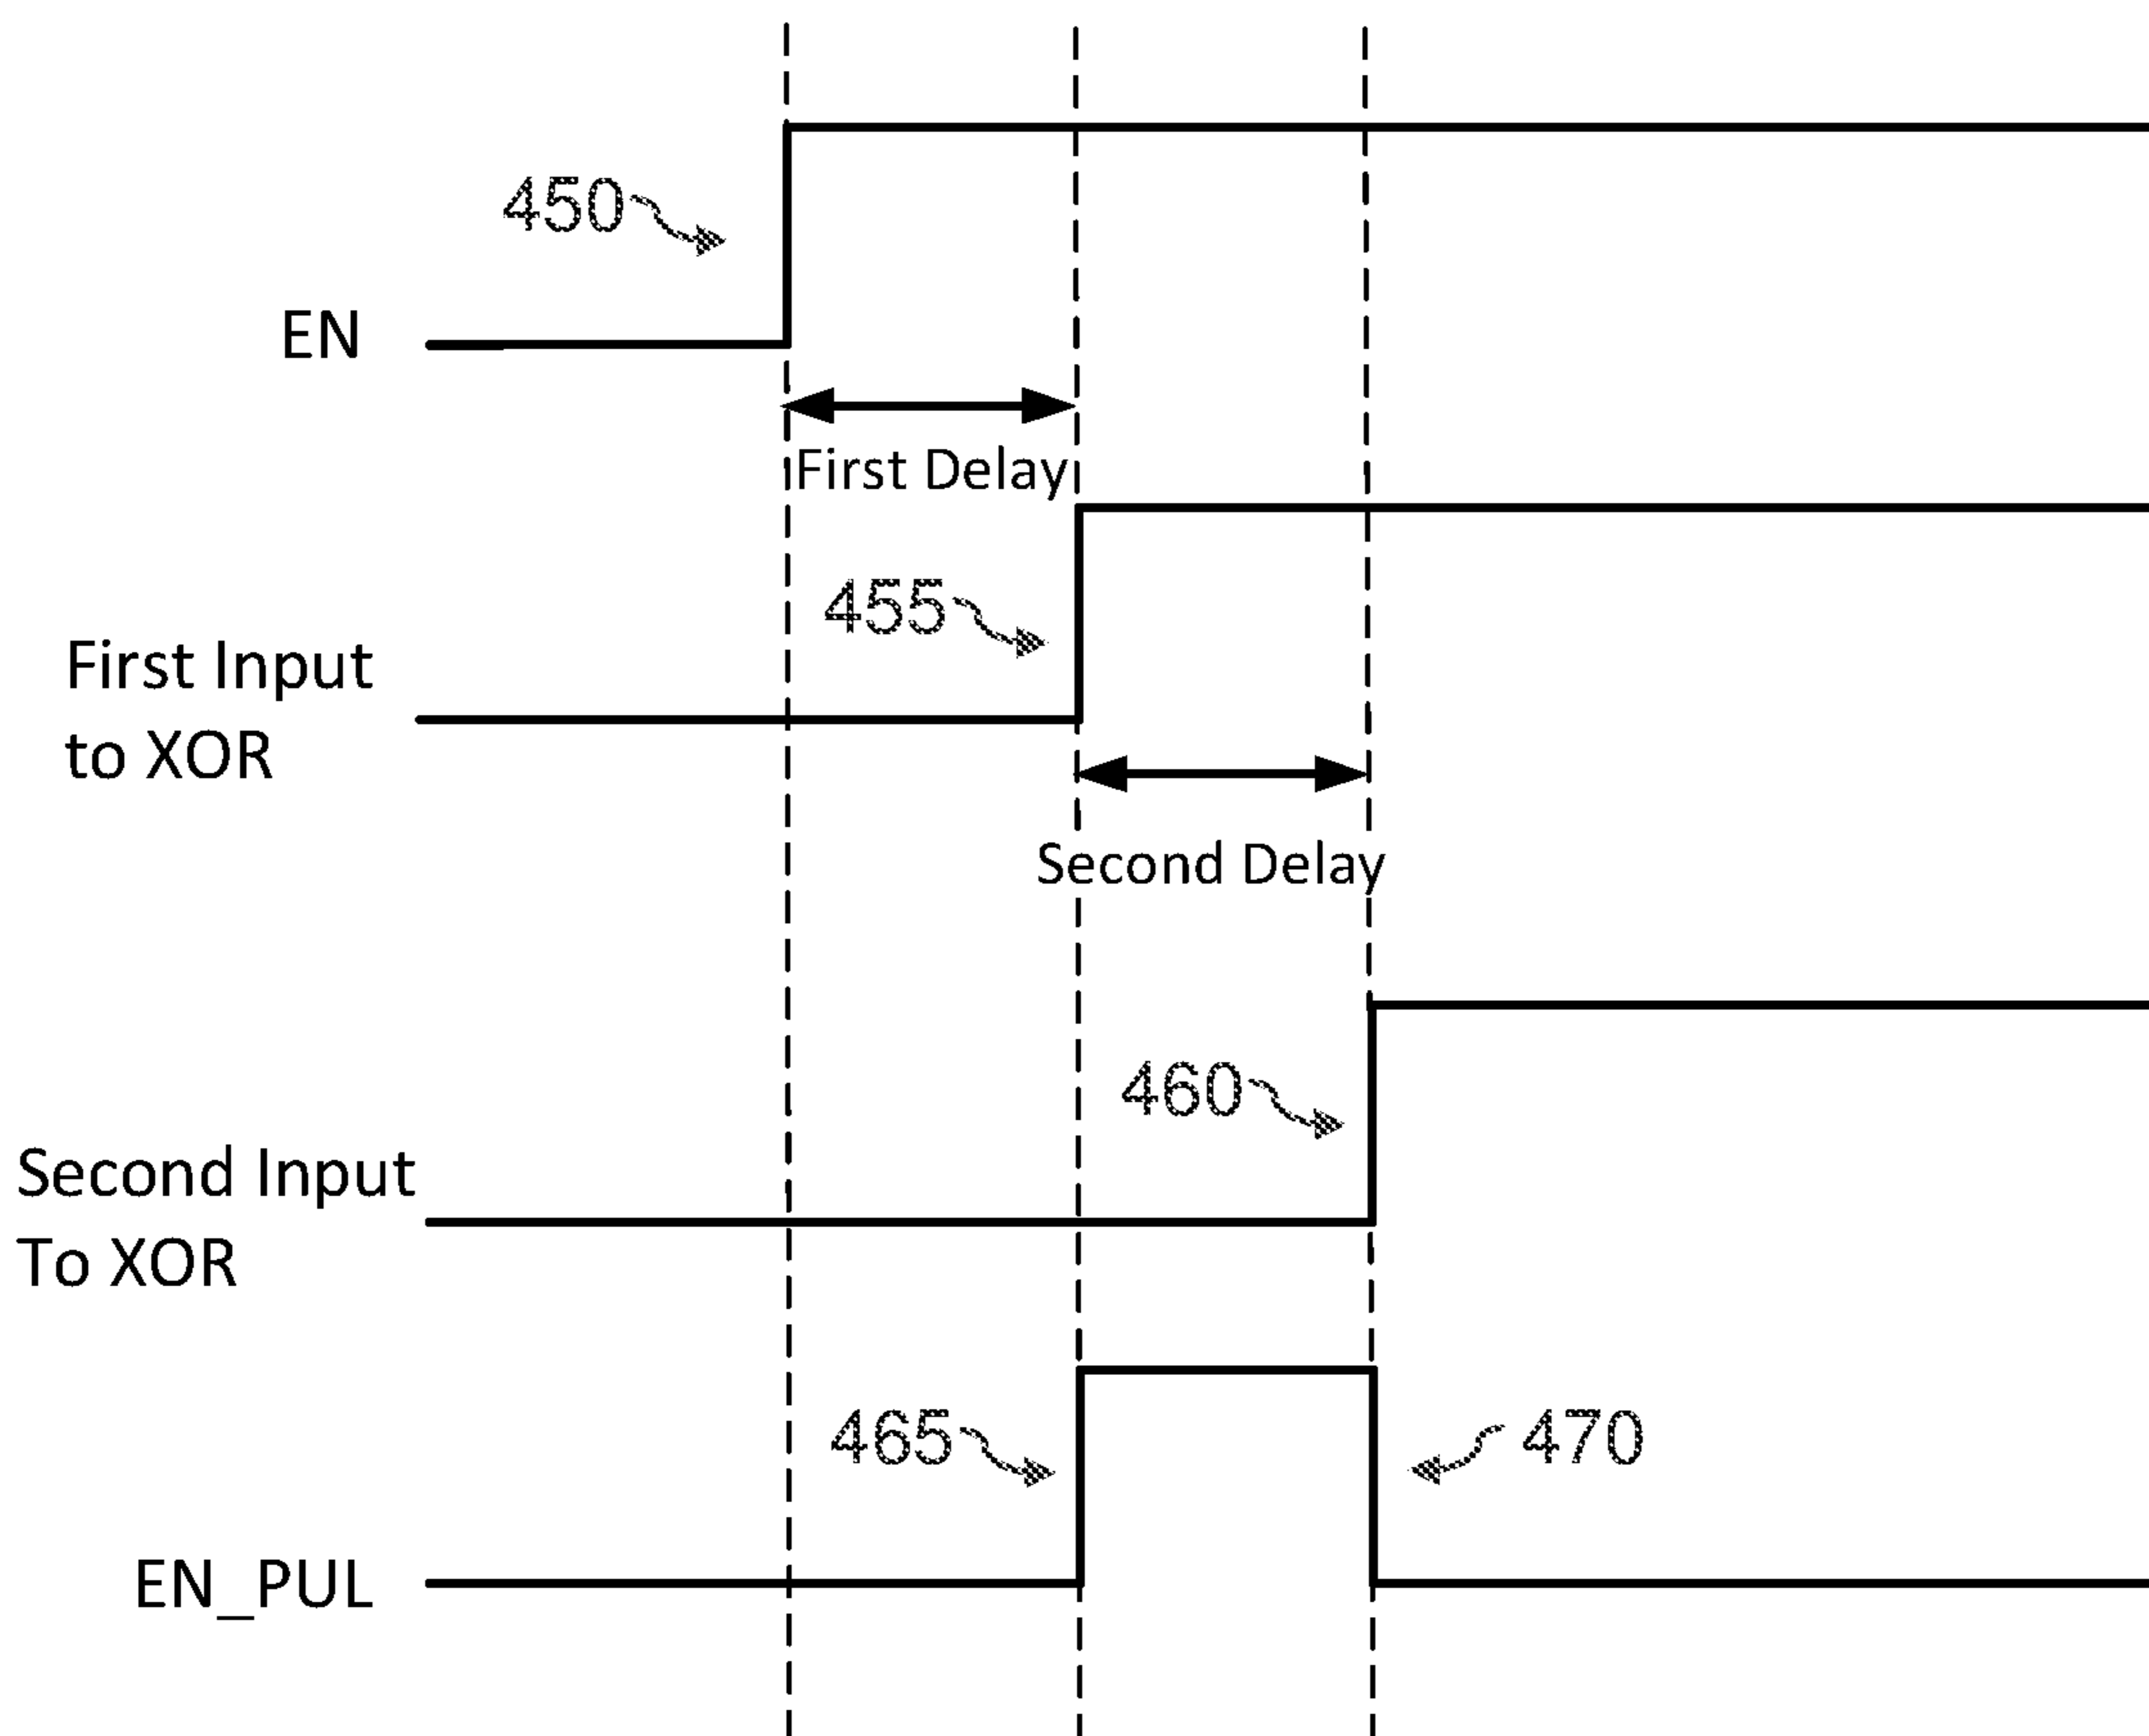 450
EN
First Delay
455
First Input
to XOR
Second Delay
460
Second Input
To XOR
465
470
EN_PUL